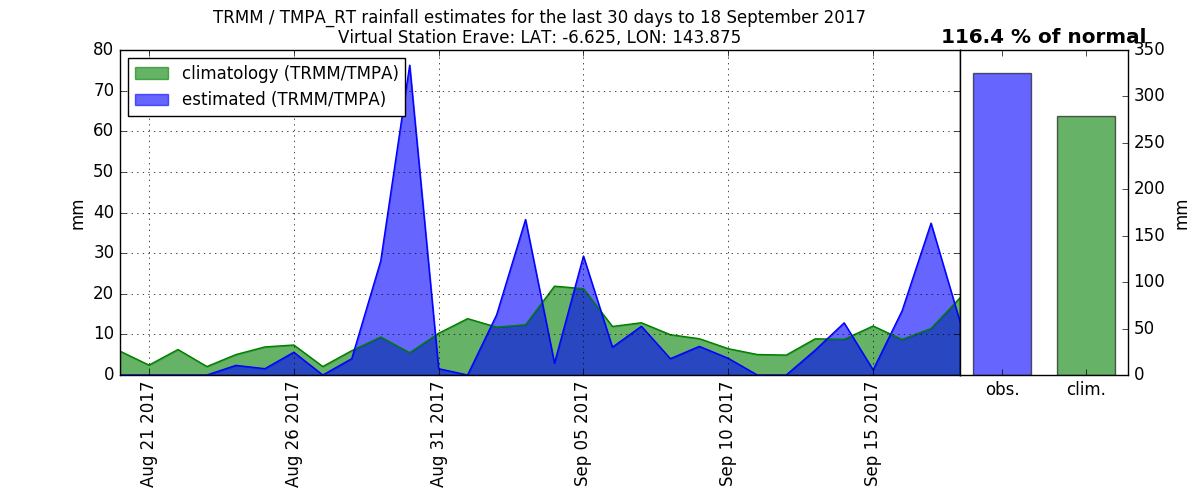 TRMM / TMPA_RT rainfall estimates for the last 30 days to 18 September 2017
Virtual Station Erave: LAT: -6.625, LON: 143.875
116.4 % of normal
climatology (TRMM/TMPA)
estimated (TRMM/TMPA)
80
70
60
50
40
30
20
10
0
mm
Aug 21 2017
Aug 26 2017
Aug 31 2017
Sep 05 2017
Sep 10 2017
Sep 15 2017
obs.
clim.
350
300
250
200
150
100
50
0
mm